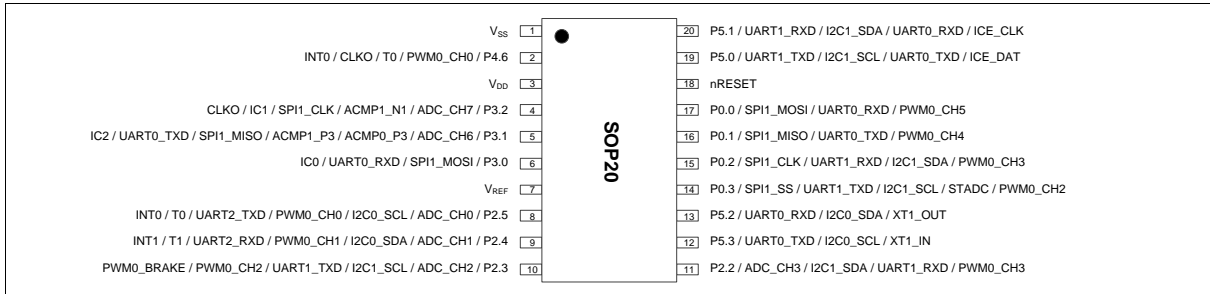 V_SS 1
INT0 / CLKO / T0 / PWM0_CH0 / P4.6 2
V_DD 3
CLKO / IC1 / SPI1_CLK / ACMP1_N1 / ADC_CH7 / P3.2 4
IC2 / UART0_TXD / SPI1_MISO / ACMP1_P3 / ACMP0_P3 / ADC_CH6 / P3.1 5
IC0 / UART0_RXD / SPI1_MOSI / P3.0 6
V_REF 7
INT0 / T0 / UART2_TXD / PWM0_CH0 / I2C0_SCL / ADC_CH0 / P2.5 8
INT1 / T1 / UART2_RXD / PWM0_CH1 / I2C0_SDA / ADC_CH1 / P2.4 9
PWM0_BRAKE / PWM0_CH2 / UART1_TXD / I2C1_SCL / ADC_CH2 / P2.3 10
SOP20
20 P5.1 / UART1_RXD / I2C1_SDA / UART0_RXD / ICE_CLK
19 P5.0 / UART1_TXD / I2C1_SCL / UART0_TXD / ICE_DAT
18 nRESET
17 P0.0 / SPI1_MOSI / UART0_RXD / PWM0_CH5
16 P0.1 / SPI1_MISO / UART0_TXD / PWM0_CH4
15 P0.2 / SPI1_CLK / UART1_RXD / I2C1_SDA / PWM0_CH3
14 P0.3 / SPI1_SS / UART1_TXD / I2C1_SCL / STADC / PWM0_CH2
13 P5.2 / UART0_RXD / I2C0_SDA / XT1_OUT
12 P5.3 / UART0_TXD / I2C0_SCL / XT1_IN
11 P2.2 / ADC_CH3 / I2C1_SDA / UART1_RXD / PWM0_CH3